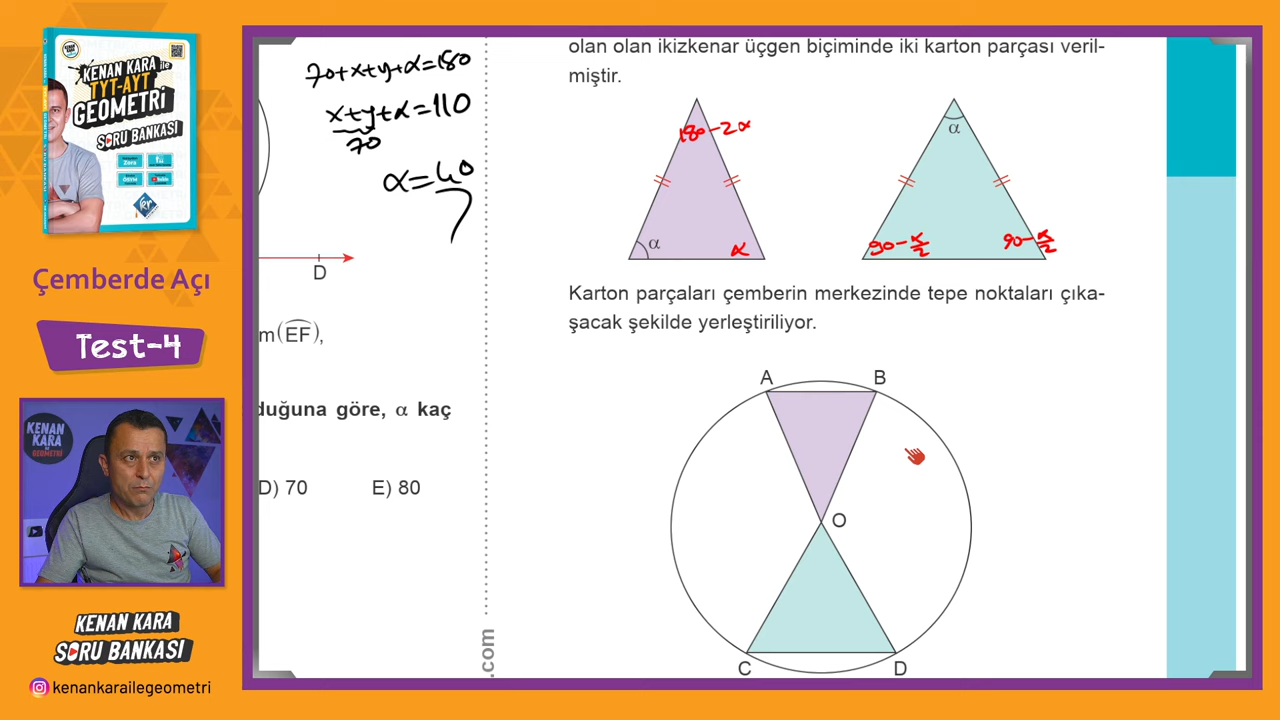 KENAN KARA ile
TYT-AYT
GEOMETRİ
SORU BANKASI
Çemberde Açı
Test-4
KENAN
KARA
GEOMETRİ
KENAN KARA
SORU BANKASI
kenankarailegeometri
70+x+y+α=180
x+y+α=110
70
α=40
D
m(EF),
duğuna göre, α kaç
D) 70 E) 80
.com
olan olan ikizkenar üçgen biçiminde iki karton parçası veril-
miştir.
180-2α
α
α
α
90-α/2
90-α/2
Karton parçaları çemberin merkezinde tepe noktaları çıka-
şacak şekilde yerleştiriliyor.
A B
O
C D